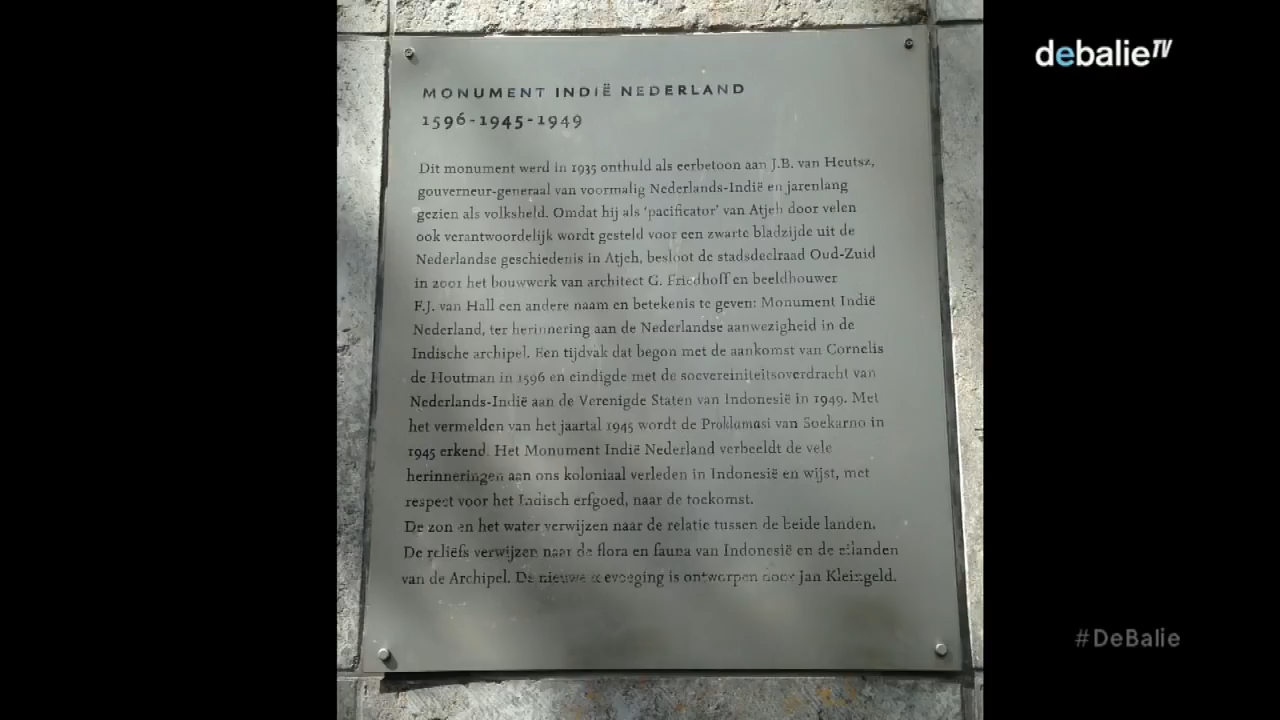 debalieTV
MONUMENT INDIË NEDERLAND
1596-1945-1949
Dit monument werd in 1935 onthuld als eerbetoon aan J.B. van Heutsz,
gouverneur-generaal van voormalig Nederlands-Indië en jarenlang
gezien als volksheld. Omdat hij als 'pacificator' van Atjeh door velen
ook verantwoordelijk wordt gesteld voor een zwarte bladzijde uit de
Nederlandse geschiedenis in Atjeh, besloot de stadsdeelraad Oud-Zuid
in 2001 het bouwwerk van architect G. Friedhoff en beeldhouwer
F.J. van Hall een andere naam en betekenis te geven: Monument Indië
Nederland, ter herinnering aan de Nederlandse aanwezigheid in de
Indische archipel. Een tijdvak dat begon met de aankomst van Cornelis
de Houtman in 1596 en eindigde met de soevereiniteitsoverdracht van
Nederlands-Indië aan de Verenigde Staten van Indonesië in 1949. Met
het vermelden van het jaartal 1945 wordt de Proklamasi van Soekarno in
1945 erkend. Het Monument Indië Nederland verbeeldt de vele
herinneringen aan ons koloniaal verleden in Indonesië en wijst, met
respect voor het Indisch erfgoed, naar de toekomst.
De zon en het water verwijzen naar de relatie tussen de beide landen.
De reliëfs verwijzen naar de flora en fauna van Indonesië en de eilanden
van de Archipel. De nieuwe toevoeging is ontworpen door Jan Kleingeld.
#DeBalie